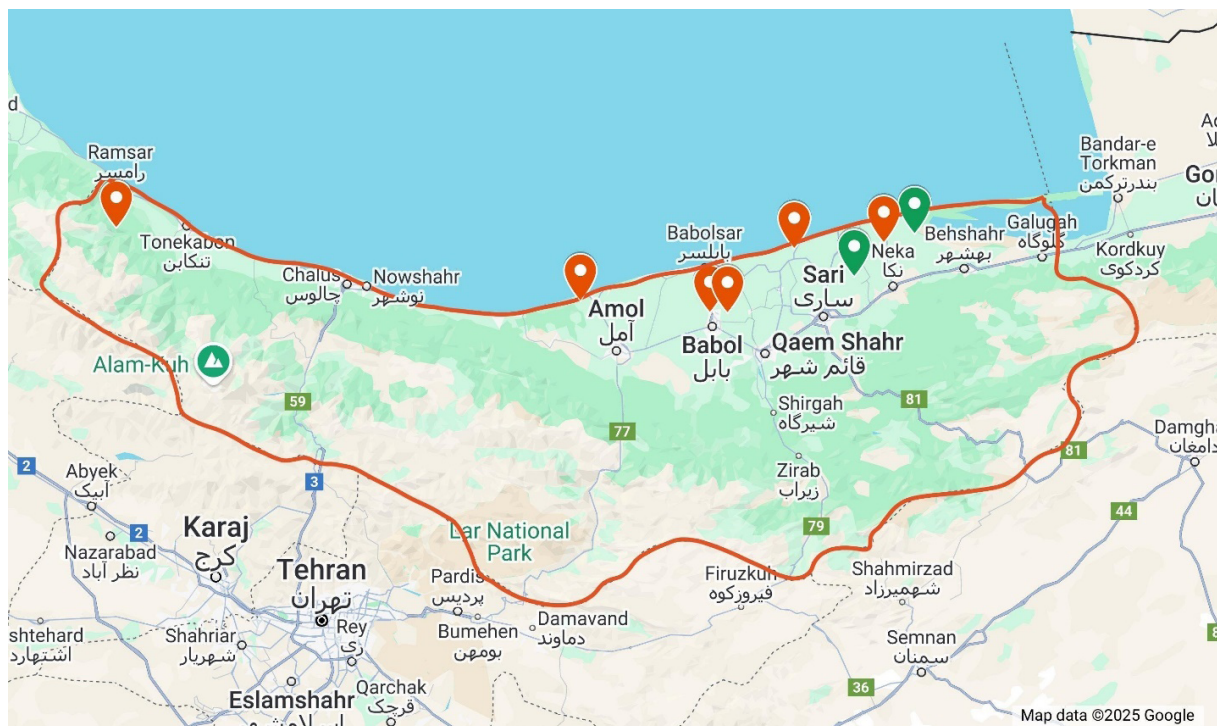 Ramsar
رامسر
Tonekabon
تنکابن
Chalus
چالوس
Nowshahr
نوشهر
Alam-Kuh
59
Amol
آمل
77
Babolsar
بابلسر
Babol
بابل
Sari
ساری
Qaem Shahr
قائم شهر
Neka
نکا
Behshahr
بهشهر
Galugah
گلوگاه
Bandar-e
Torkman
بندرترکمن
Kordkuy
کردکوی
Shirgah
شیرگاه
81
Zirab
زیراب
79
81
Damgha
دامغان
44
2
Abyek
آبیک
3
2
Karaj
کرج
Nazarabad
نظر آباد
Lar National
Park
Tehran
تهران
Pardis
پردیس
Firuzkuh
فیروزکوه
Shahmirzad
شهمیرزاد
Rey
ری
Bumehen
بومهن
Damavand
دماوند
Semnan
سمنان
shtehard
اشتهارد
Shahriar
شهریار
Eslamshahr
Qarchak
قرچک
36
Map data ©2025 Google